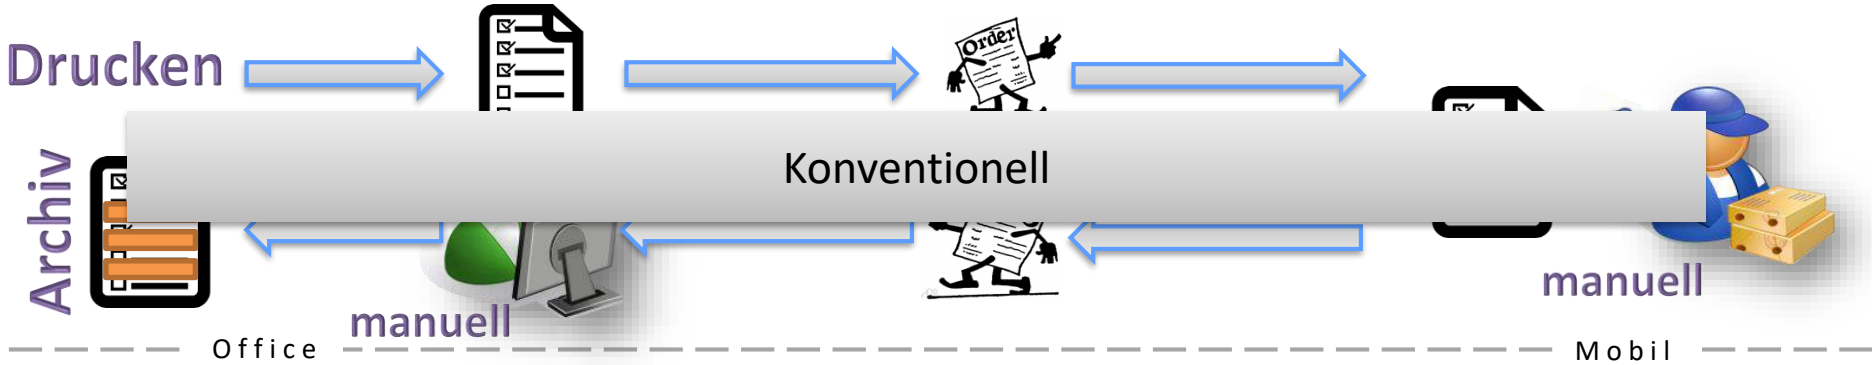 Drucken
Order
Konventionell
Archiv
manuell
manuell
Office
Mobil